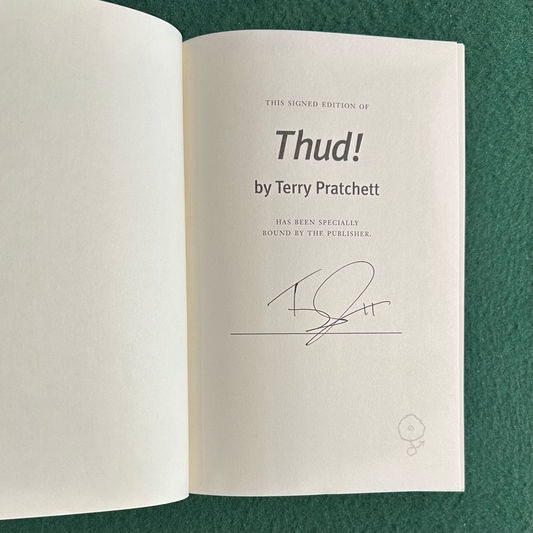 THIS SIGNED EDITION OF
Thud!
by Terry Pratchett
HAS BEEN SPECIALLY
BOUND BY THE PUBLISHER.